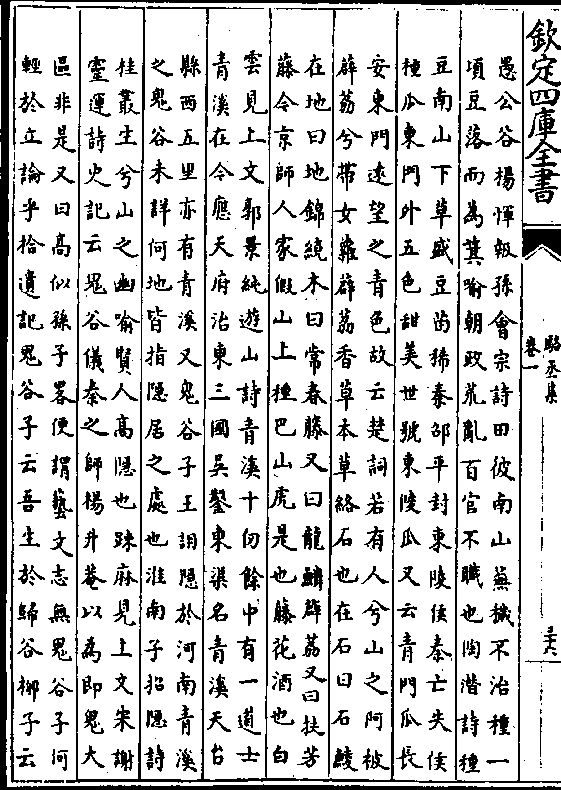 欽定四庫全書
駱丞集
卷一
三十六
愚公谷楊惲報孫會宗詩田彼南山蕪穢不治種一
頃豆落而為箕喻朝政荒亂百官不職也陶潛詩種
豆南山下草盛豆苗稀秦邵平封東陵侯秦亡失侯
種瓜東門外五色甜美世號東陵瓜又云青門瓜長
安東門逺望之青色故云楚詞若有人兮山之阿被
薜荔兮帶女蘿薜荔香草本草絡石也在石曰石鯪
在地曰地錦繞木曰常春藤又曰龍鱗薜荔又曰扶芳
藤令京師人家假山上種巴山虎是也藤花酒也白
雲見上文郭景純遊山詩青溪十仞餘中有一道士
青溪在今應天府治東三國吳鑿東渠名青溪天台
縣西五里亦有青溪又鬼谷子王詡隱於河南青溪
之鬼谷未詳何地皆指隱居之處也淮南子招隱詩
桂叢生兮山之幽喻賢人高隱也踈麻見上文宋謝
靈運詩史記云鬼谷儀秦之師楊升菴以為即鬼大
區非是又曰高似孫子畧便謂藝文志無鬼谷子何
輕於立論乎拾遺記鬼谷子云吾生於歸谷栁子云